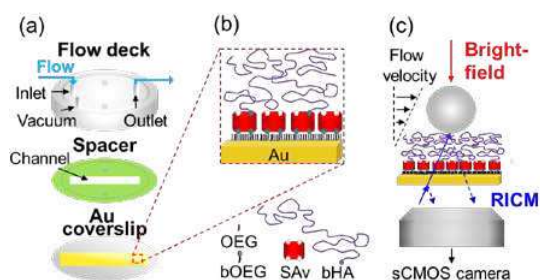 (a)
Flow deck
Flow
Inlet
Vacuum
Outlet
Spacer
Channel
Au
coverslip
(b)
Au
OEG
bOEG
SAv
bHA
(c)
Flow
velocity
Bright-
field
RICM
sCMOS camera